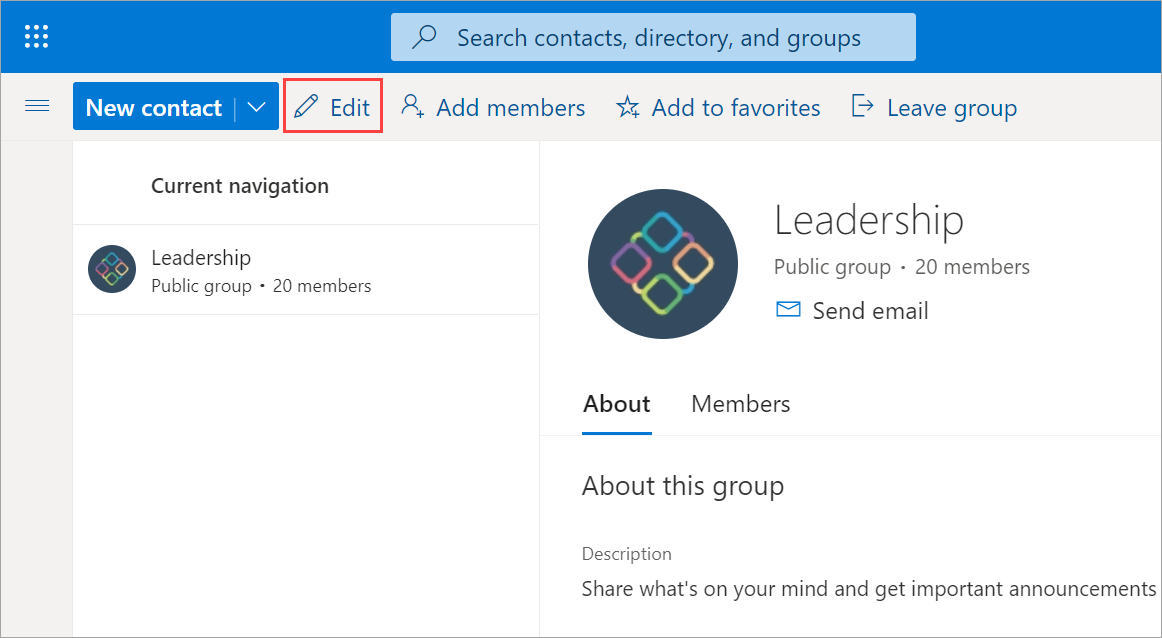 Search contacts, directory, and groups
New contact Edit Add members Add to favorites Leave group
Current navigation
Leadership
Public group • 20 members
Leadership
Public group • 20 members
Send email
About Members
About this group
Description
Share what's on your mind and get important announcements